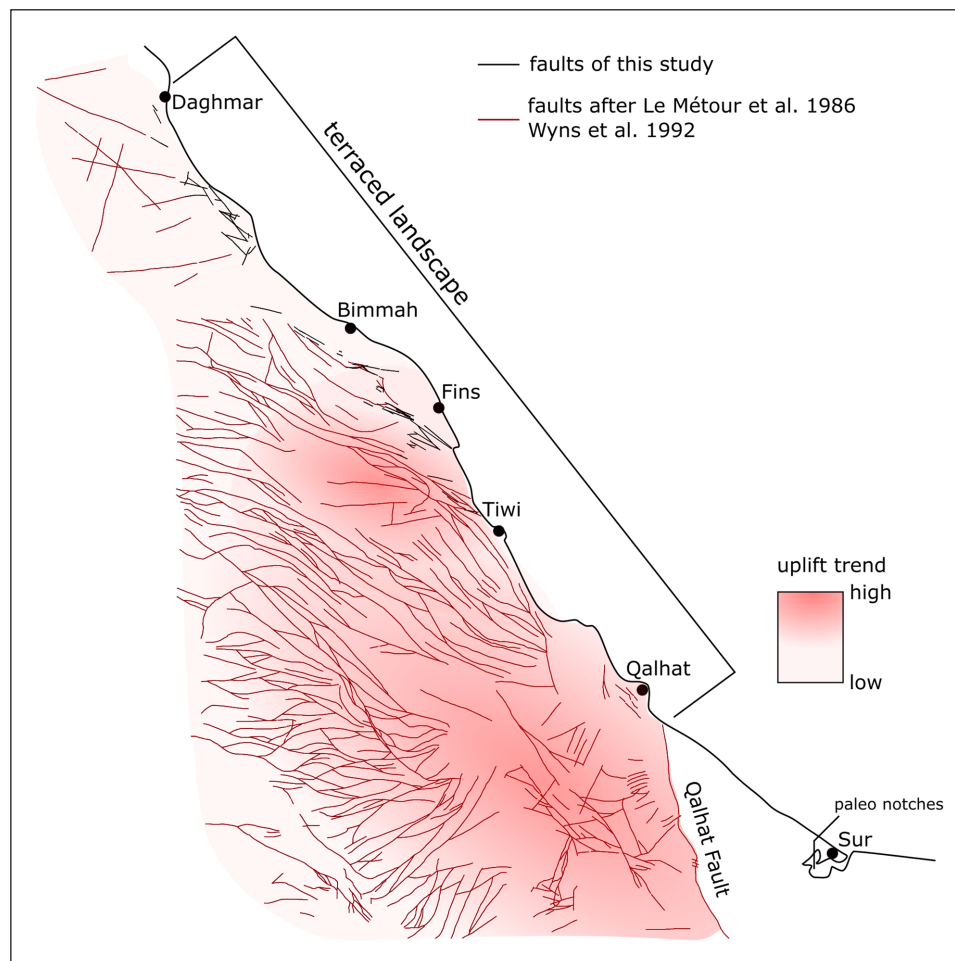 faults of this study
faults after Le Métour et al. 1986
Wyns et al. 1992
Daghmar
terraced landscape
Bimmah
Fins
Tiwi
uplift trend
high
low
Qalhat
Qalhat Fault
paleo notches
Sur